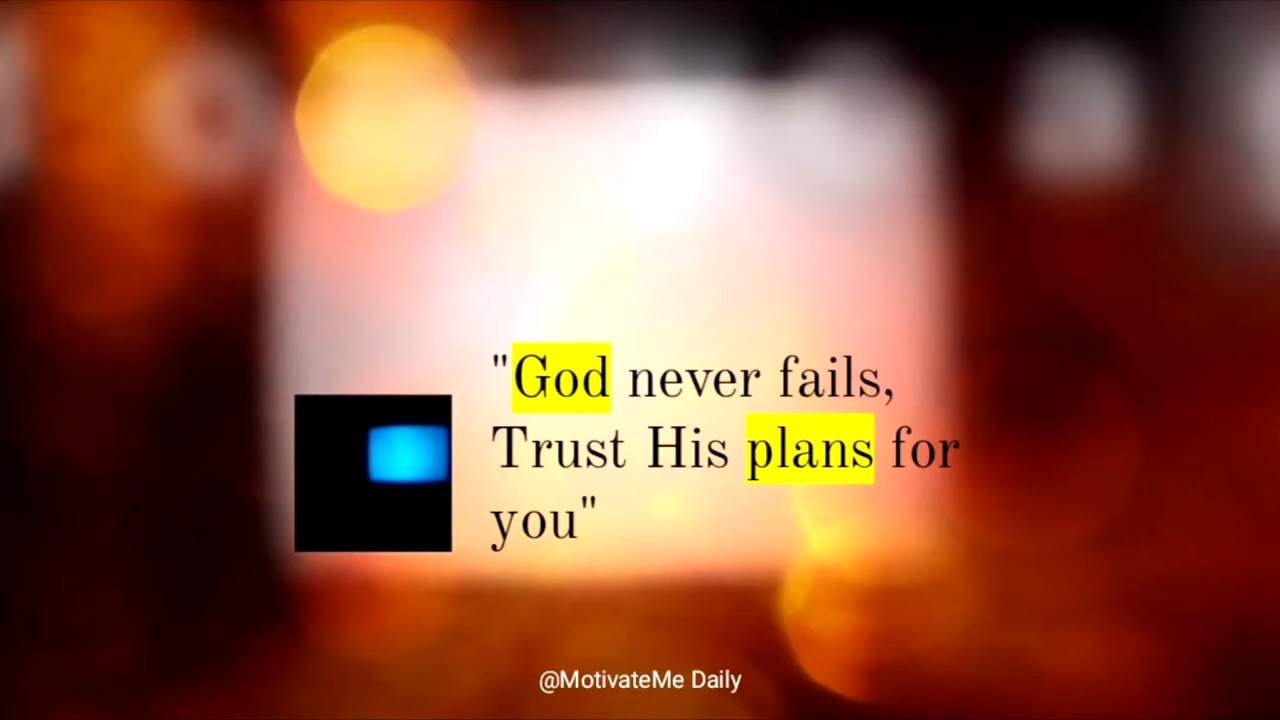 "God never fails,
Trust His plans for
you"
@MotivateMe Daily